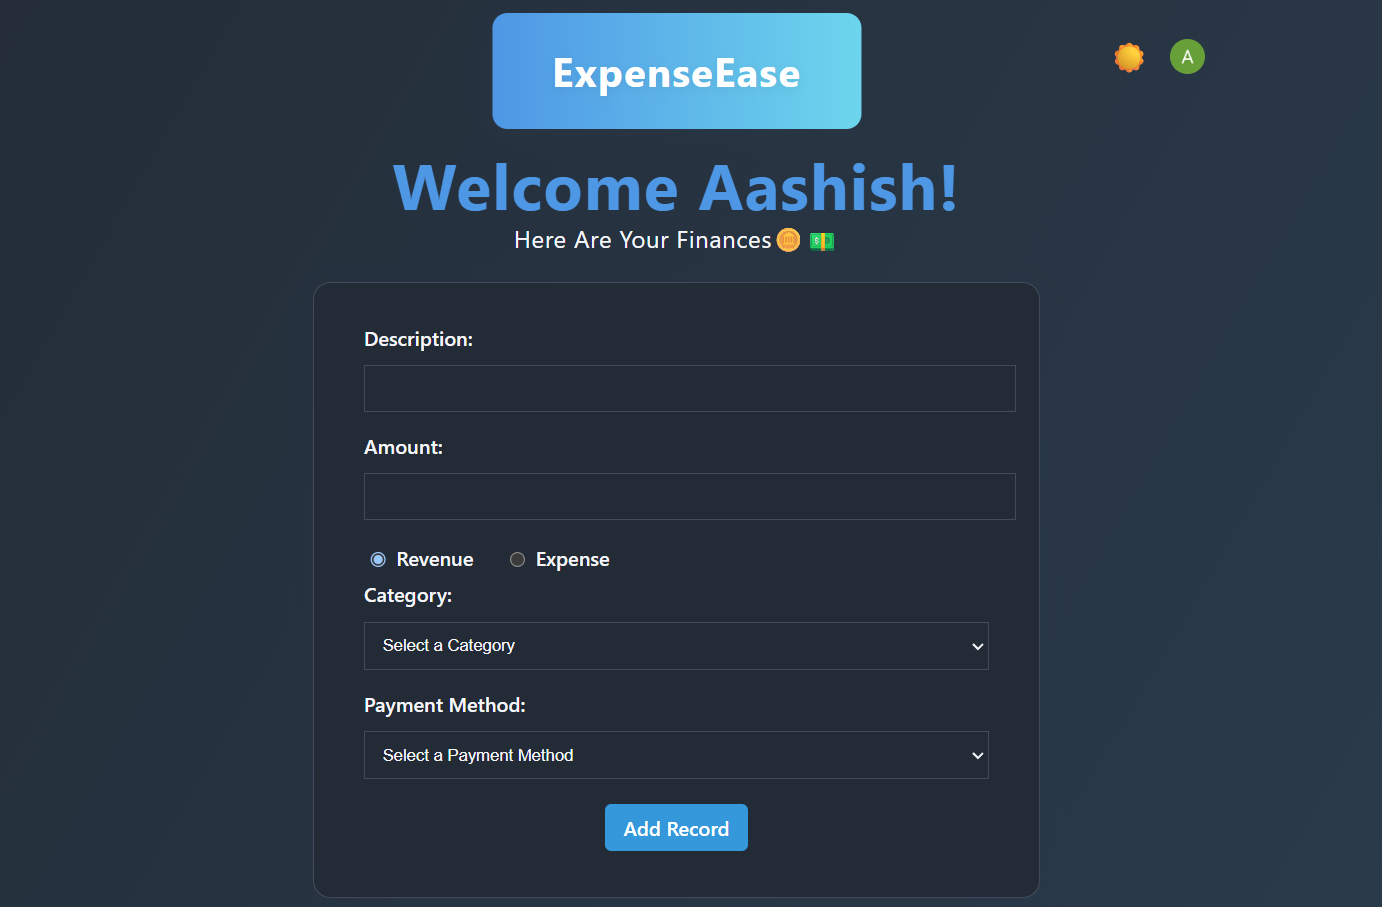 ExpenseEase
A
Welcome Aashish!
Here Are Your Finances
Description:
Amount:
Revenue Expense
Category:
Select a Category
Payment Method:
Select a Payment Method
Add Record